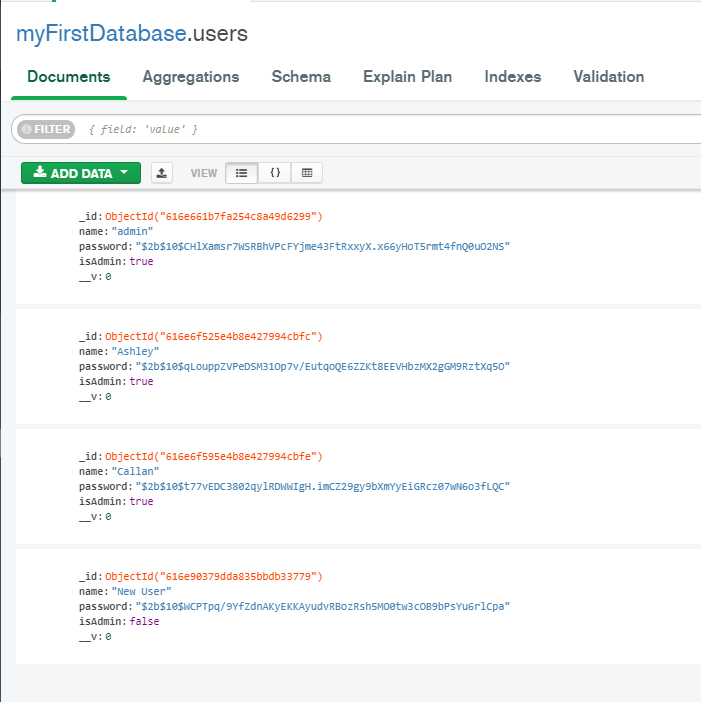 myFirstDatabase.users
Documents Aggregations Schema Explain Plan Indexes Validation
FILTER { field: 'value' }
ADD DATA VIEW { }
_id: ObjectId("616e661b7fa254c8a49d6299")
name: "admin"
password: "$2b$10$CHlXamsr7WSRBhVPcFYjme43FtRxxyX.x66yHoT5rmt4fnQ0uO2NS"
isAdmin: true
__v: 0
_id: ObjectId("616e6f525e4b8e427994cbfc")
name: "Ashley"
password: "$2b$10$qLouppZVPeDSM31Op7v/EutqoQE6ZZKt8EEVHbzMX2gGM9RztXq5O"
isAdmin: true
__v: 0
_id: ObjectId("616e6f595e4b8e427994cbfe")
name: "Callan"
password: "$2b$10$t77vEDC3802qylRDWWIgH.imCZ29gy9bXmYyEiGRcz07wN6o3fLQC"
isAdmin: true
__v: 0
_id: ObjectId("616e90379dda835bbdb33779")
name: "New User"
password: "$2b$10$WCPTpq/9YfZdnAKyEKKAyudvRBozRsh5MO0tw3cOB9bPsYu6rlCpa"
isAdmin: false
__v: 0